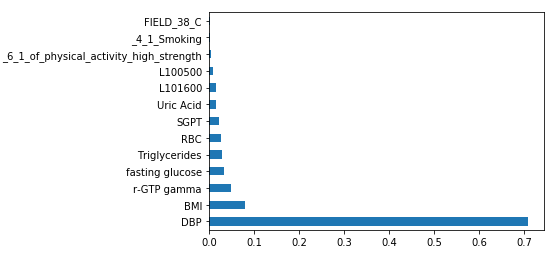 FIELD_38_C
_4_1_Smoking
_6_1_of_physical_activity_high_strength
L100500
L101600
Uric Acid
SGPT
RBC
Triglycerides
fasting glucose
r-GTP gamma
BMI
DBP
0.0 0.1 0.2 0.3 0.4 0.5 0.6 0.7